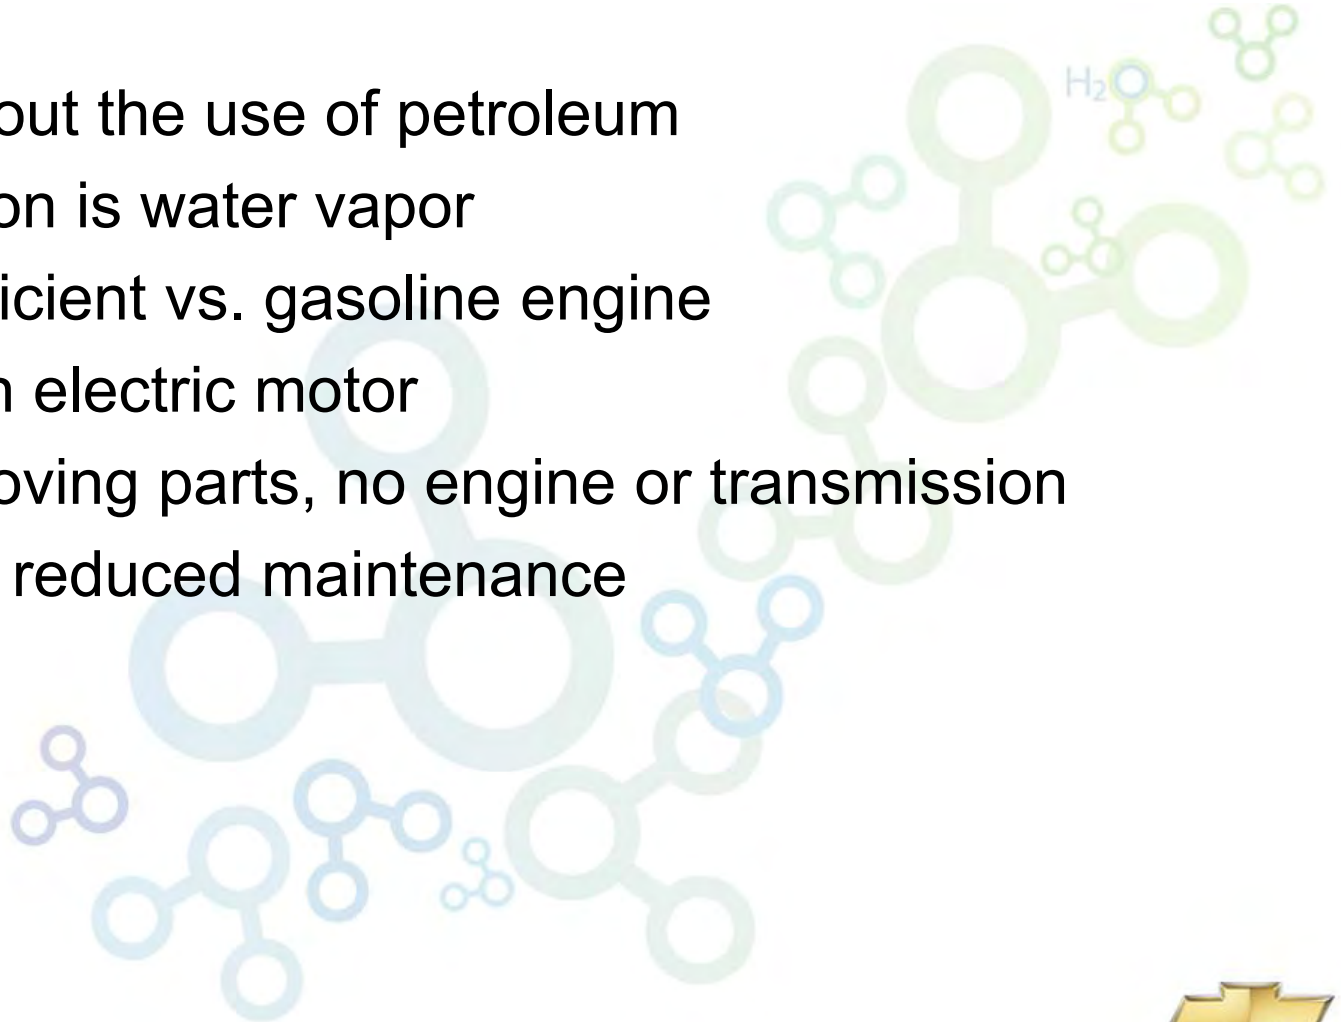 out the use of petroleum
H₂O
on is water vapor
icient vs. gasoline engine
electric motor
oving parts, no engine or transmission
reduced maintenance